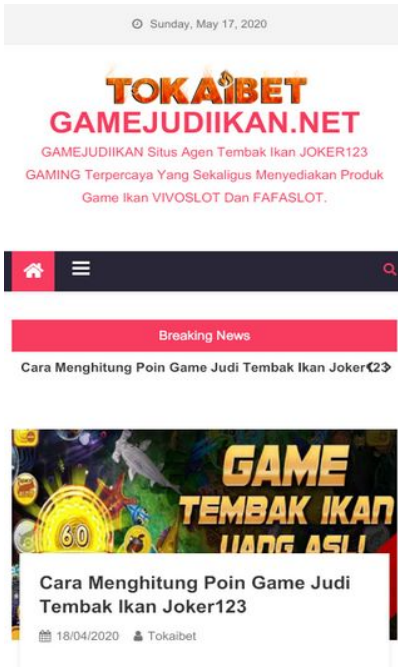 Sunday, May 17, 2020
TOKAIBET
GAMEJUDIIKAN.NET
GAMEJUDIIKAN Situs Agen Tembak Ikan JOKER123
GAMING Terpercaya Yang Sekaligus Menyediakan Produk
Game Ikan VIVOSLOT Dan FAFASLOT.
Breaking News
Cara Menghitung Poin Game Judi Tembak Ikan Joker123
GAME
TEMBAK IKAN
UANG ASLI
60
Cara Menghitung Poin Game Judi
Tembak Ikan Joker123
18/04/2020 Tokaibet